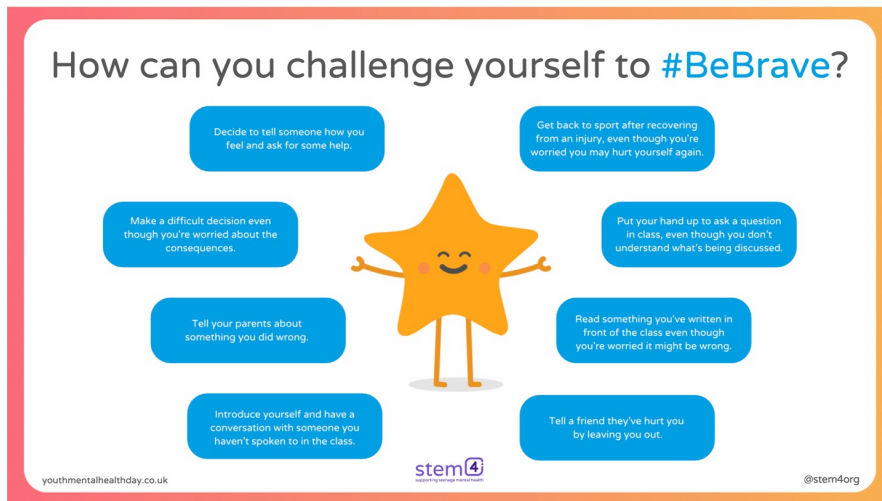 How can you challenge yourself to #BeBrave?
Decide to tell someone how you
feel and ask for some help.
Get back to sport after recovering
from an injury, even though you're
worried you may hurt yourself again.
Make a difficult decision even
though you're worried about the
consequences.
Put your hand up to ask a question
in class, even though you don't
understand what's being discussed.
Tell your parents about
something you did wrong.
Read something you've written in
front of the class even though
you're worried it might be wrong.
Introduce yourself and have a
conversation with someone you
haven't spoken to in the class.
Tell a friend they've hurt you
by leaving you out.
youthmentalhealthday.co.uk
stem4
supporting teenage mental health
@stem4org